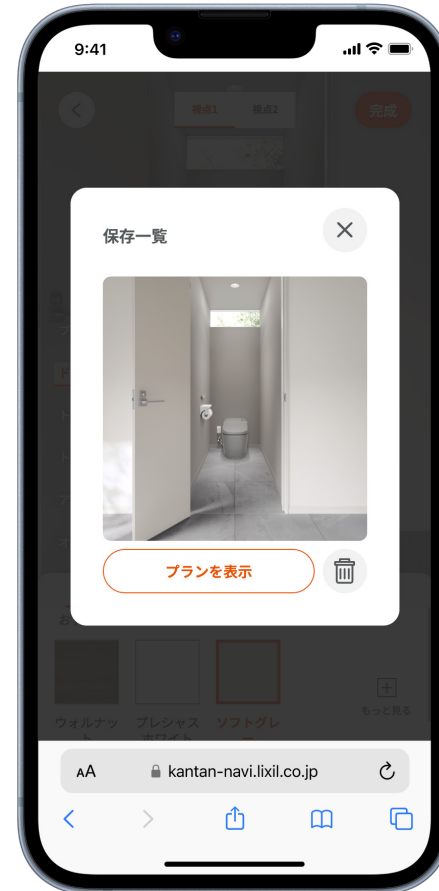 9:41
視点1 視点2
完成
保存一覧
プランを表示
ウォルナッ プレシャス ソフトグレ もっと見る
ト ホワイト ー
AA kantan-navi.lixil.co.jp